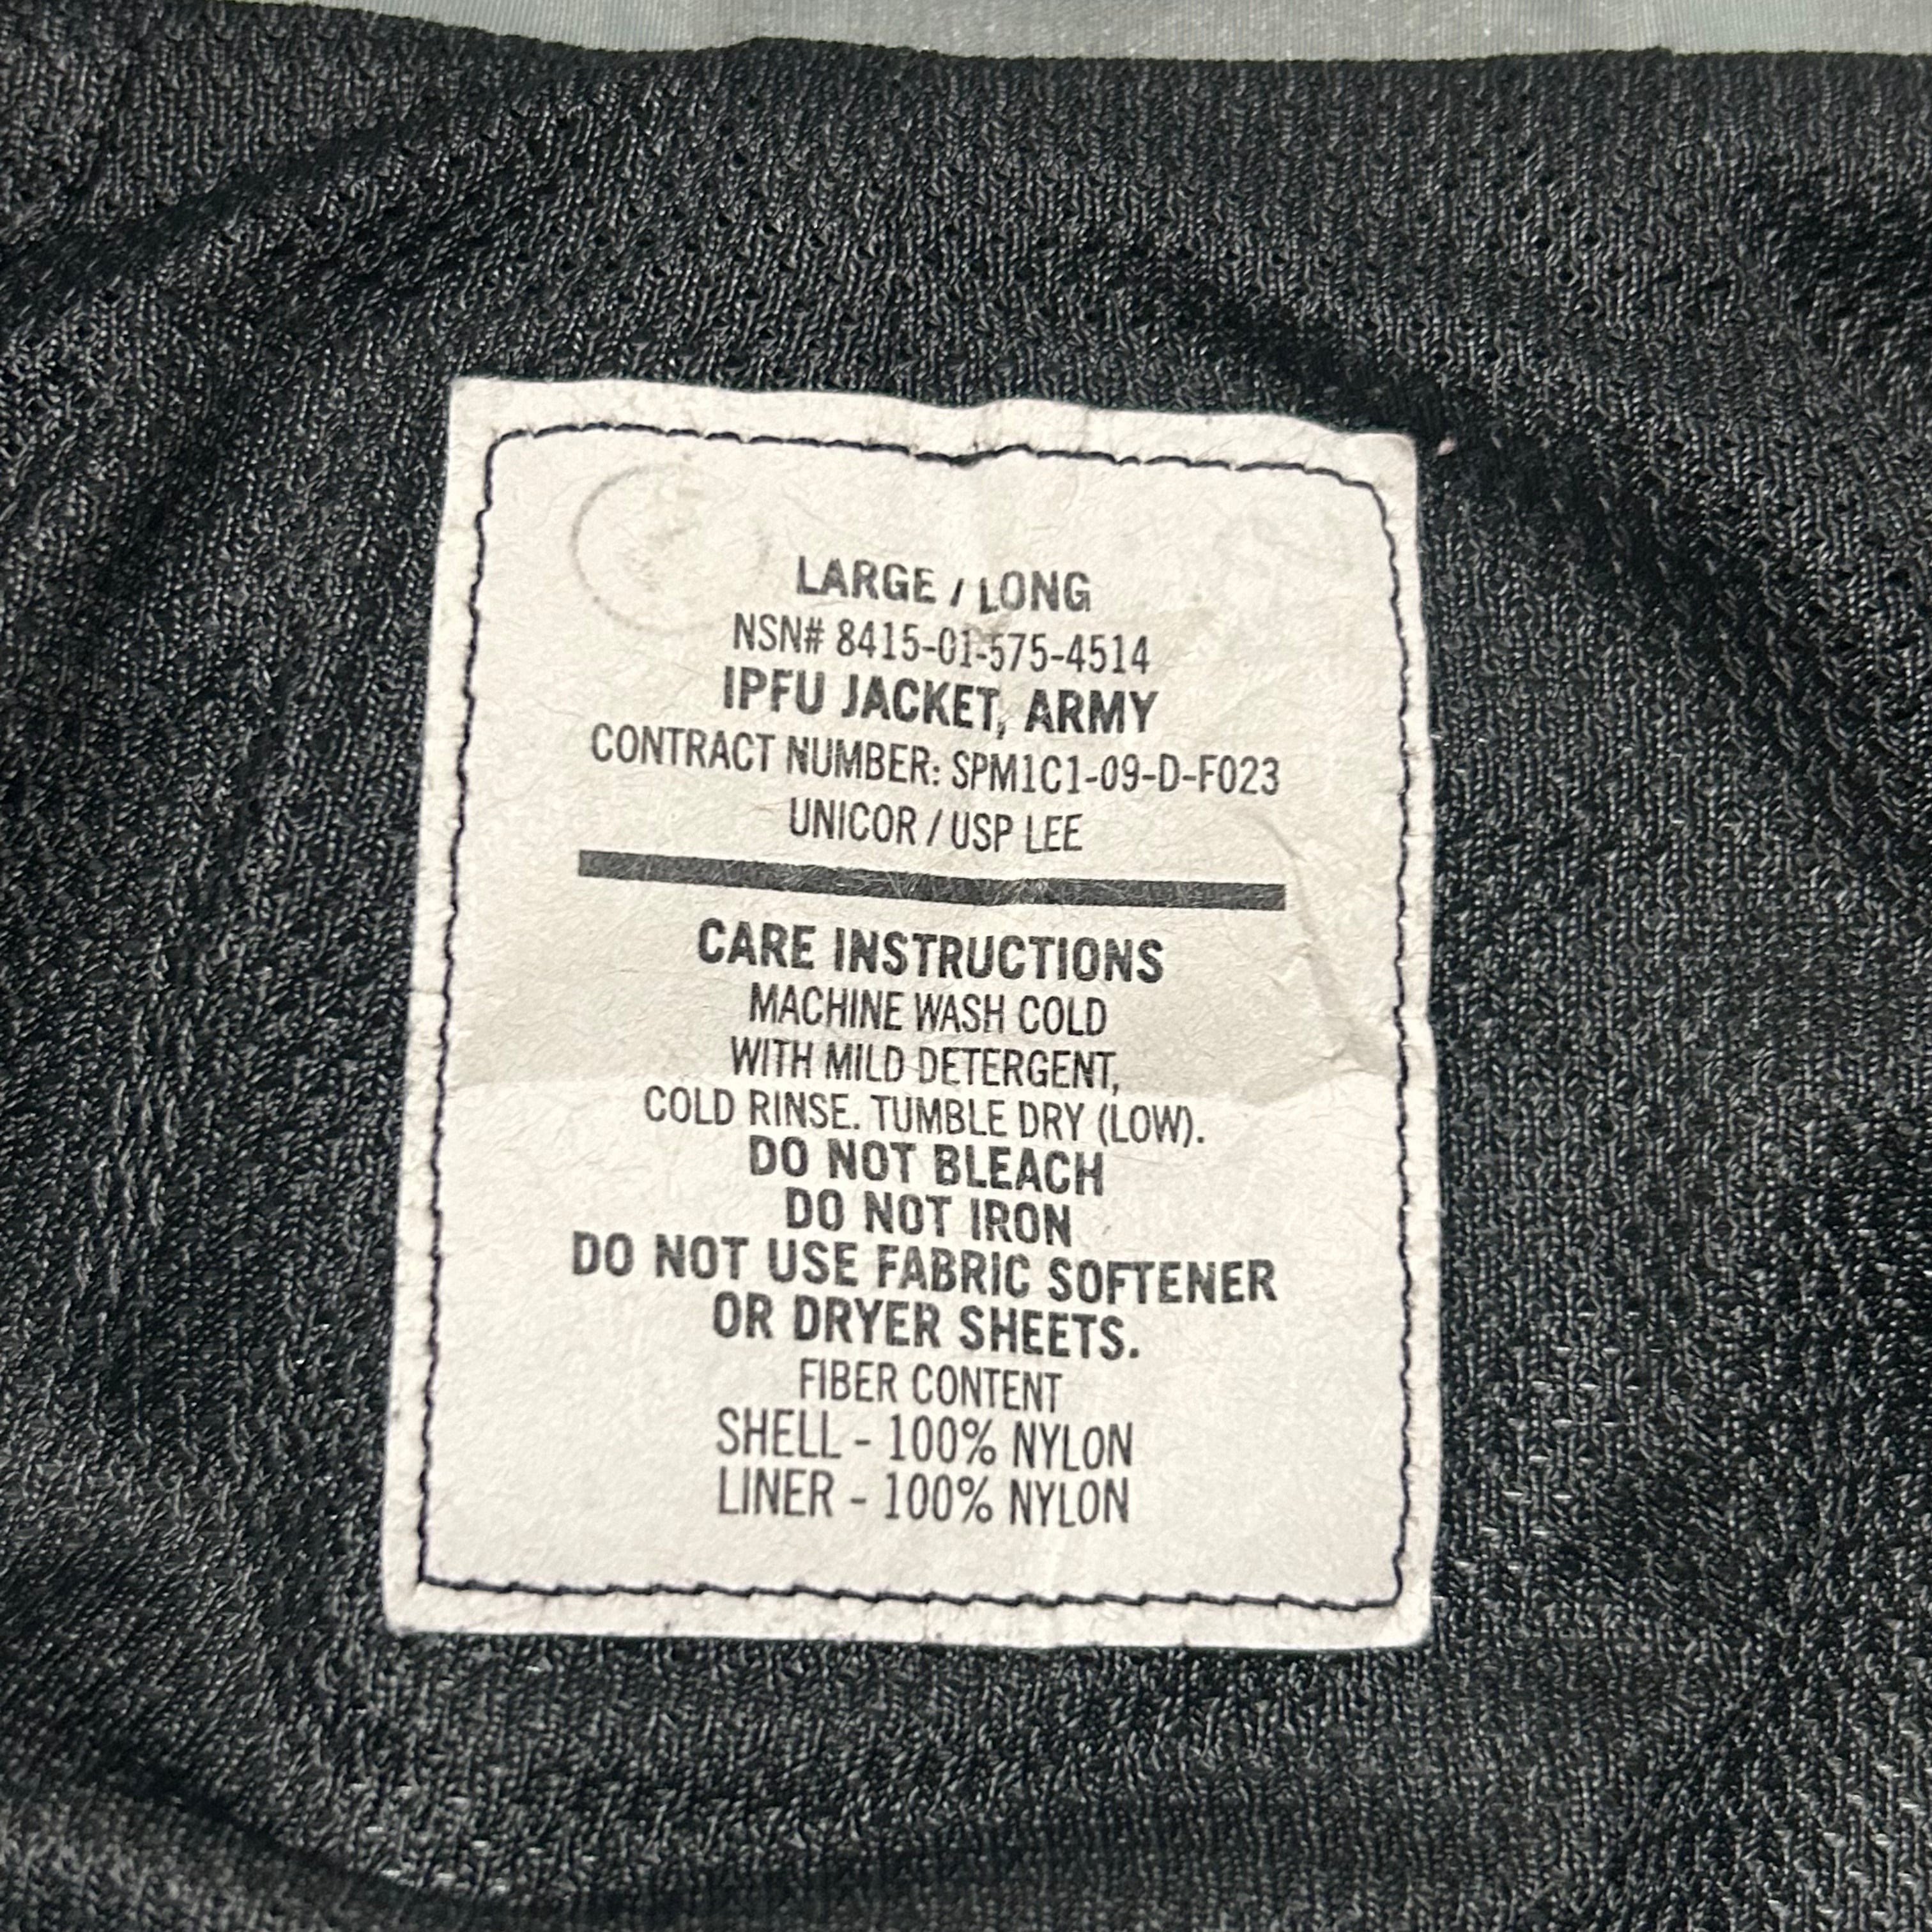 LARGE / LONG
NSN# 8415-01-575-4514
IPFU JACKET, ARMY
CONTRACT NUMBER: SPM1C1-09-D-F023
UNICOR / USP LEE
CARE INSTRUCTIONS
MACHINE WASH COLD
WITH MILD DETERGENT,
COLD RINSE. TUMBLE DRY (LOW).
DO NOT BLEACH
DO NOT IRON
DO NOT USE FABRIC SOFTENER
OR DRYER SHEETS.
FIBER CONTENT
SHELL - 100% NYLON
LINER - 100% NYLON